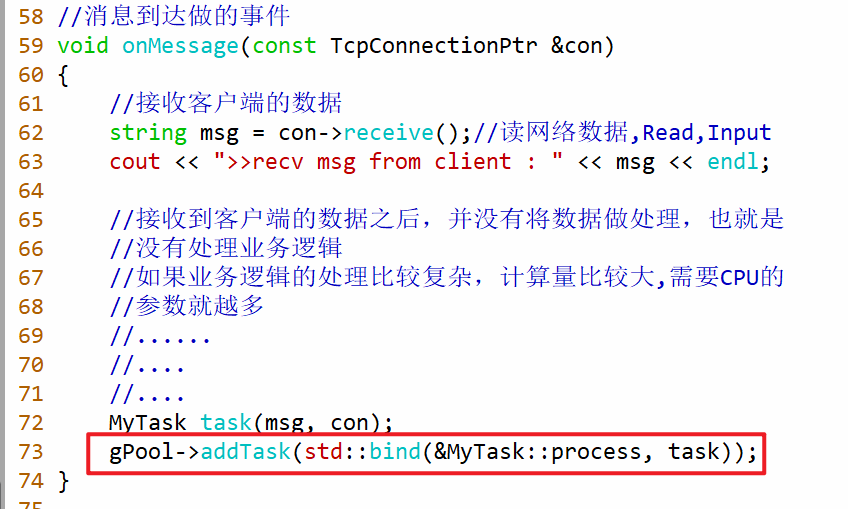 58 //消息到达做的事件
59 void onMessage(const TcpConnectionPtr &con)
60 {
61     //接收客户端的数据
62     string msg = con->receive();//读网络数据,Read,Input
63     cout << ">>recv msg from client : " << msg << endl;
64
65     //接收到客户端的数据之后，并没有将数据做处理，也就是
66     //没有处理业务逻辑
67     //如果业务逻辑的处理比较复杂，计算量比较大,需要CPU的
68     //参数就越多
69     //......
70     //....
71     //....
72     MyTask task(msg, con);
73     gPool->addTask(std::bind(&MyTask::process, task));
74 }